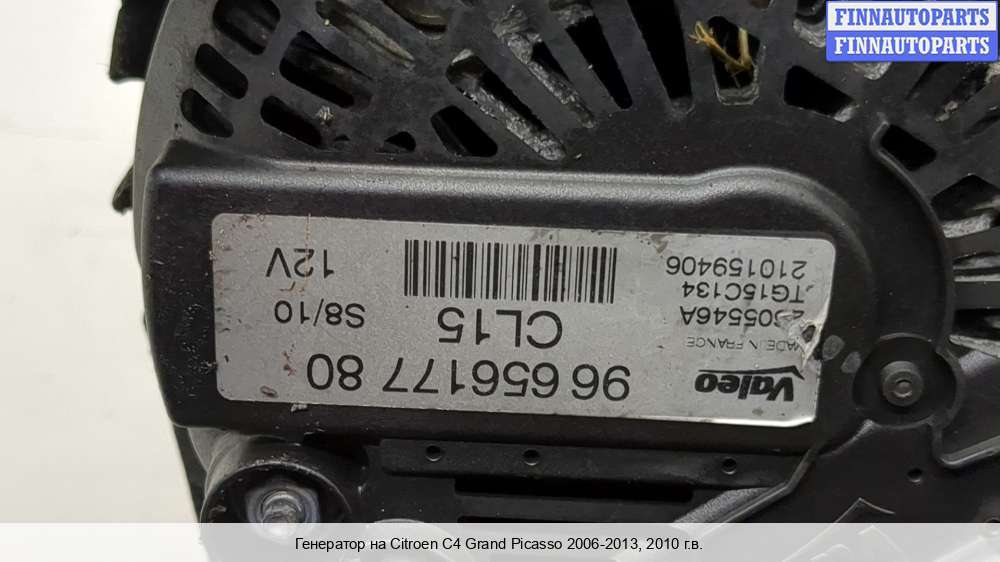 FINNAUTOPARTS
FINNAUTOPARTS
Valeo
96 656177 80
MADE IN FRANCE
CL15
TG15C134
S8/10
210159406
12V
Генератор на Citroen C4 Grand Picasso 2006-2013, 2010 г.в.